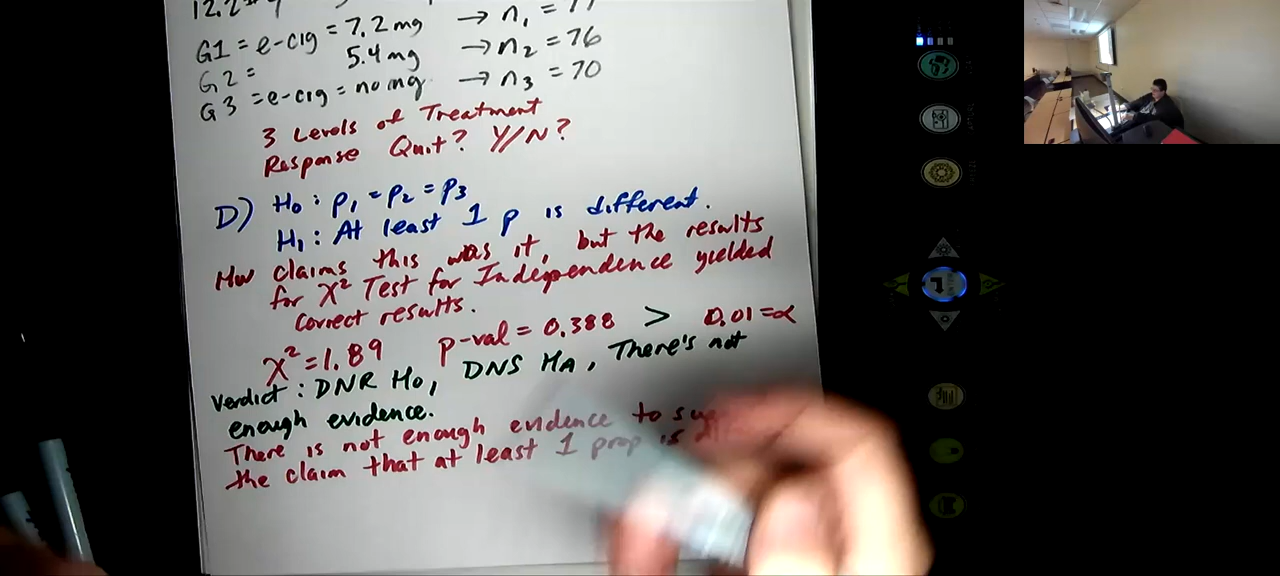 12.2
G1 = e-cig = 7.2 mg → n₁ = 77
G2 = 5.4 mg → n₂ = 76
G3 = e-cig = no mg → n₃ = 70
3 Levels of Treatment
Response Quit? Y/N?
D) H₀ : p₁ = p₂ = p₃
H₁ : At least 1 p is different.
HW claims this was it, but the results
for χ² Test for Independence yielded
correct results.
χ² = 1.89 p-val = 0.388 > 0.01 = α
Verdict : DNR H₀, DNS HA, There's not
enough evidence.
There is not enough evidence to
the claim that at least 1 prop is